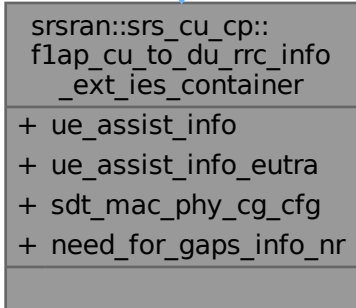 srsran::srs_cu_cp::
f1ap_cu_to_du_rrc_info
_ext_ies_container
+ ue_assist_info
+ ue_assist_info_eutra
+ sdt_mac_phy_cg_cfg
+ need_for_gaps_info_nr